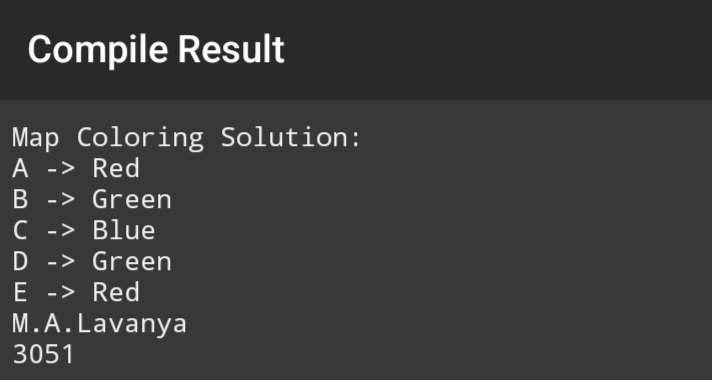 Compile Result
Map Coloring Solution:
A -> Red
B -> Green
C -> Blue
D -> Green
E -> Red
M.A.Lavanya
3051